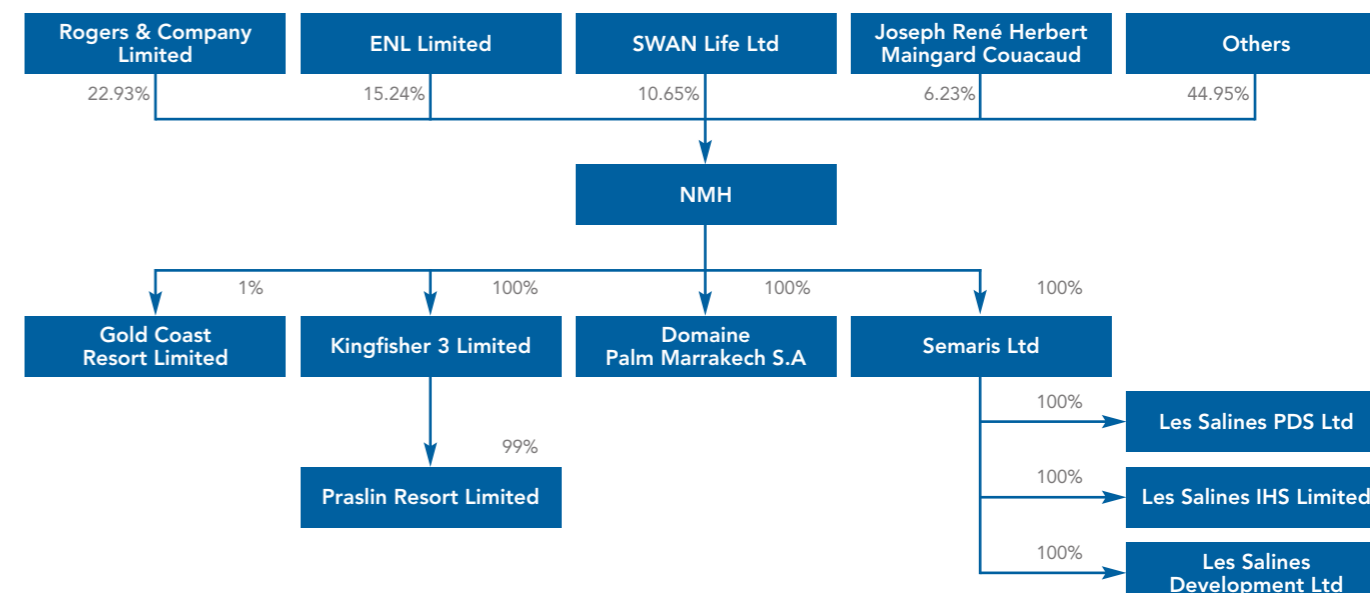 Rogers & Company
Limited
ENL Limited
SWAN Life Ltd
Joseph René Herbert
Maingard Couacaud
Others
22.93%
15.24%
10.65%
6.23%
44.95%
NMH
1%
100%
100%
100%
Gold Coast
Resort Limited
Kingfisher 3 Limited
Domaine
Palm Marrakech S.A
Semaris Ltd
100%
Les Salines PDS Ltd
99%
100%
Praslin Resort Limited
Les Salines IHS Limited
100%
Les Salines
Development Ltd